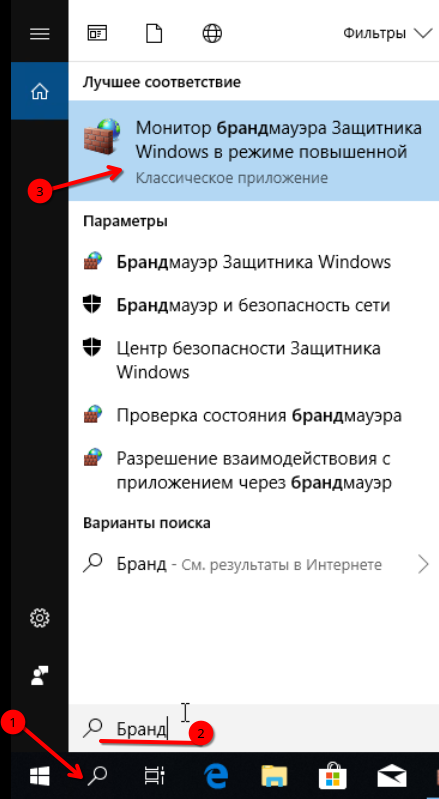 Фильтры
Лучшее соответствие
Монитор брандмауэра Защитника
Windows в режиме повышенной
Классическое приложение
3
Параметры
Брандмауэр Защитника Windows
Брандмауэр и безопасность сети
Центр безопасности Защитника
Windows
Проверка состояния брандмауэра
Разрешение взаимодействовия с
приложением через брандмауэр
Варианты поиска
Бранд - См. результаты в Интернете
1
Бранд
2